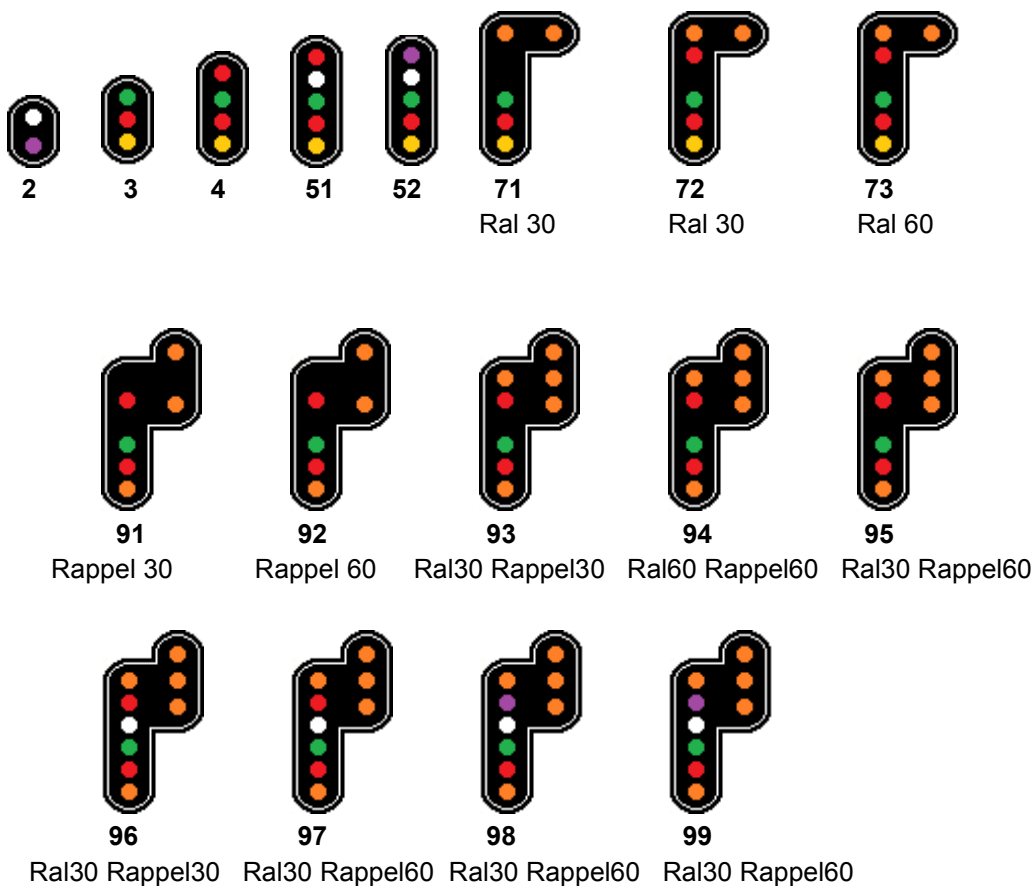 2 3 4 51 52 71 72 73
Ral 30 Ral 30 Ral 60
91 92 93 94 95
Rappel 30 Rappel 60 Ral30 Rappel30 Ral60 Rappel60 Ral30 Rappel60
96 97 98 99
Ral30 Rappel30 Ral30 Rappel60 Ral30 Rappel60 Ral30 Rappel60